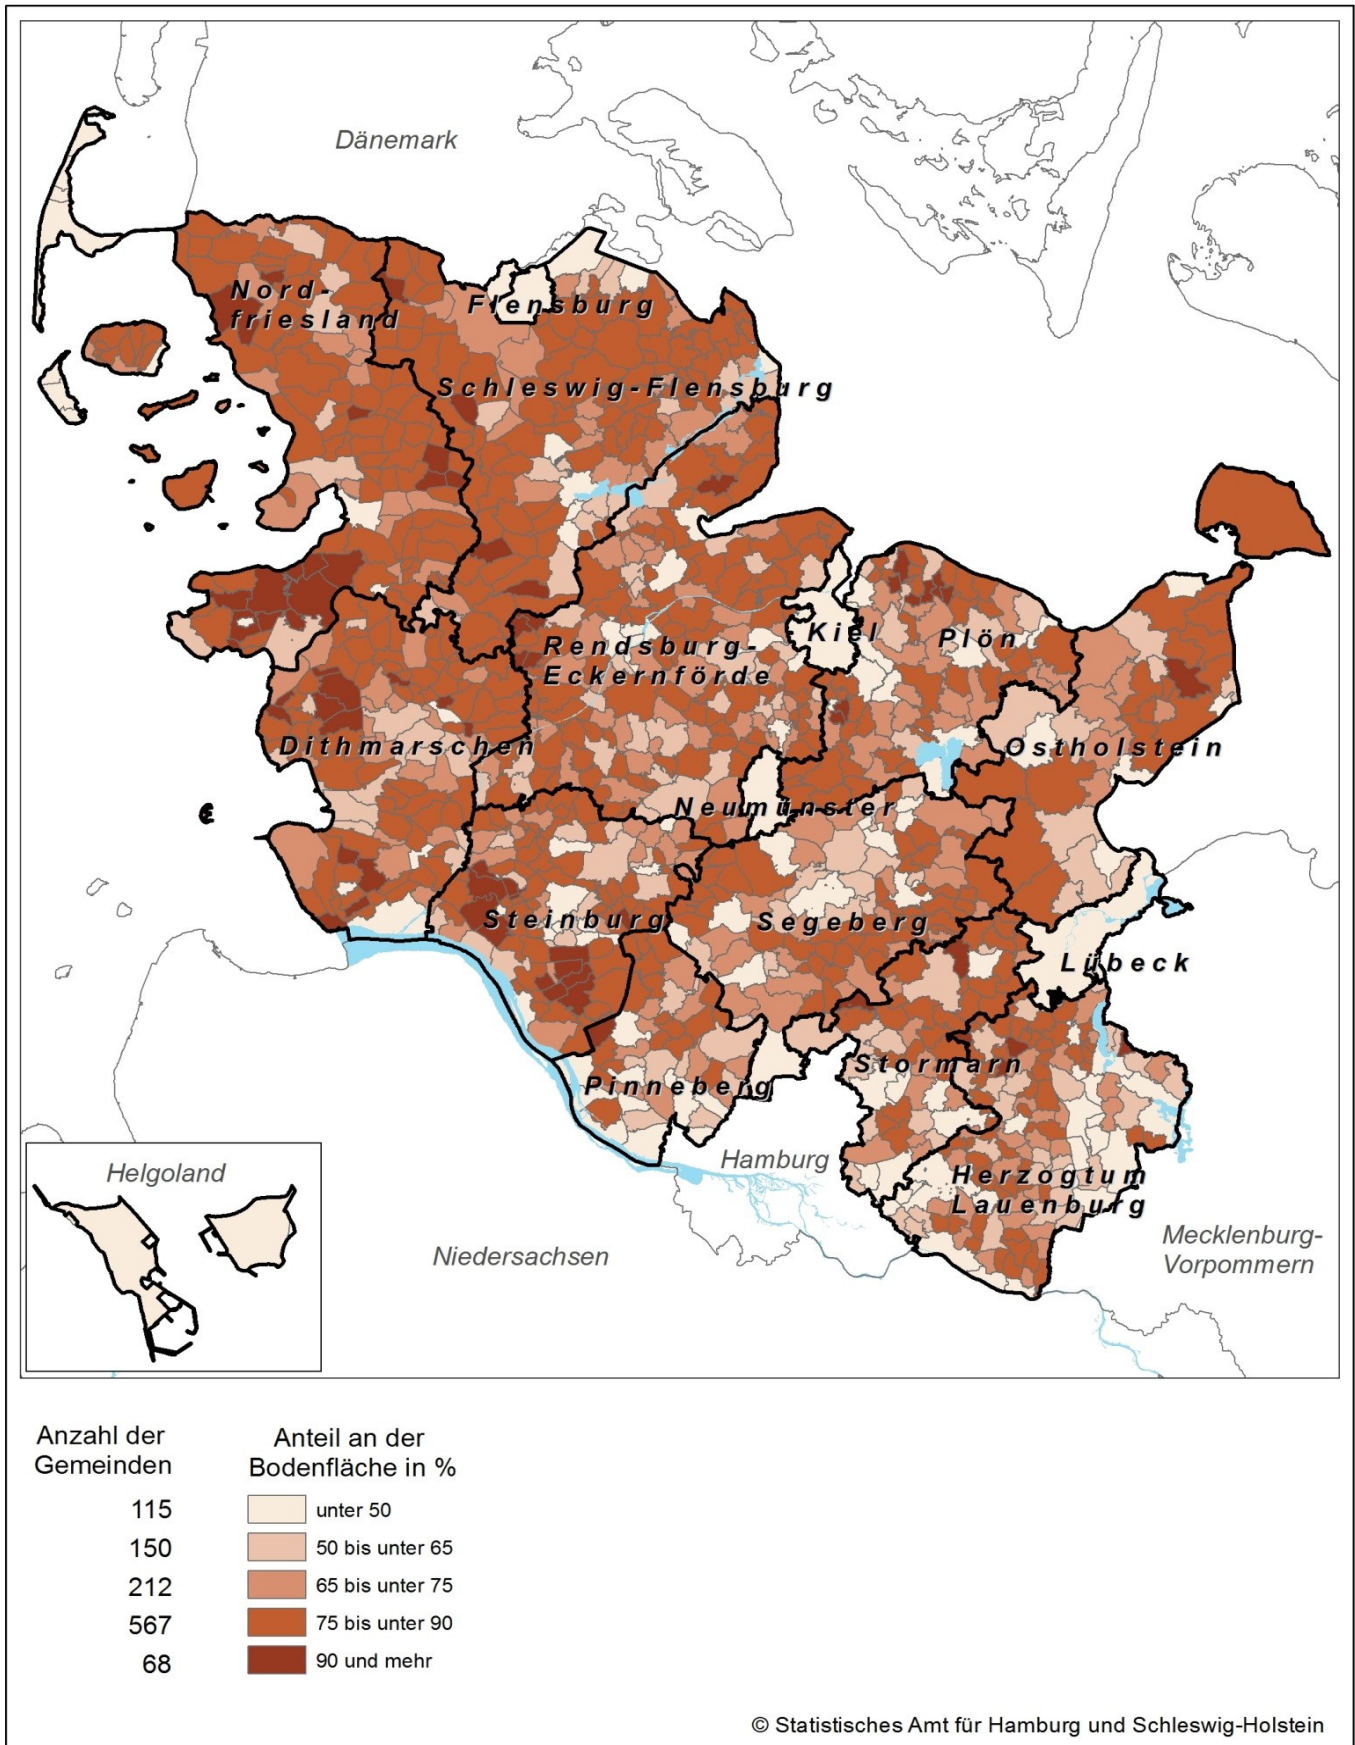 Dänemark
Nord-
friesland
Flensburg
Schleswig-Flensburg
Kiel
Plön
Rendsburg-
Eckernförde
Dithmarschen
Ostholstein
Neumünster
Steinburg
Segeberg
Lübeck
Stormarn
Pinneberg
Hamburg
Helgoland
Herzogtum
Lauenburg
Niedersachsen
Mecklenburg-
Vorpommern
Anzahl der
Gemeinden
Anteil an der
Bodenfläche in %
115 unter 50
150 50 bis unter 65
212 65 bis unter 75
567 75 bis unter 90
68 90 und mehr
© Statistisches Amt für Hamburg und Schleswig-Holstein